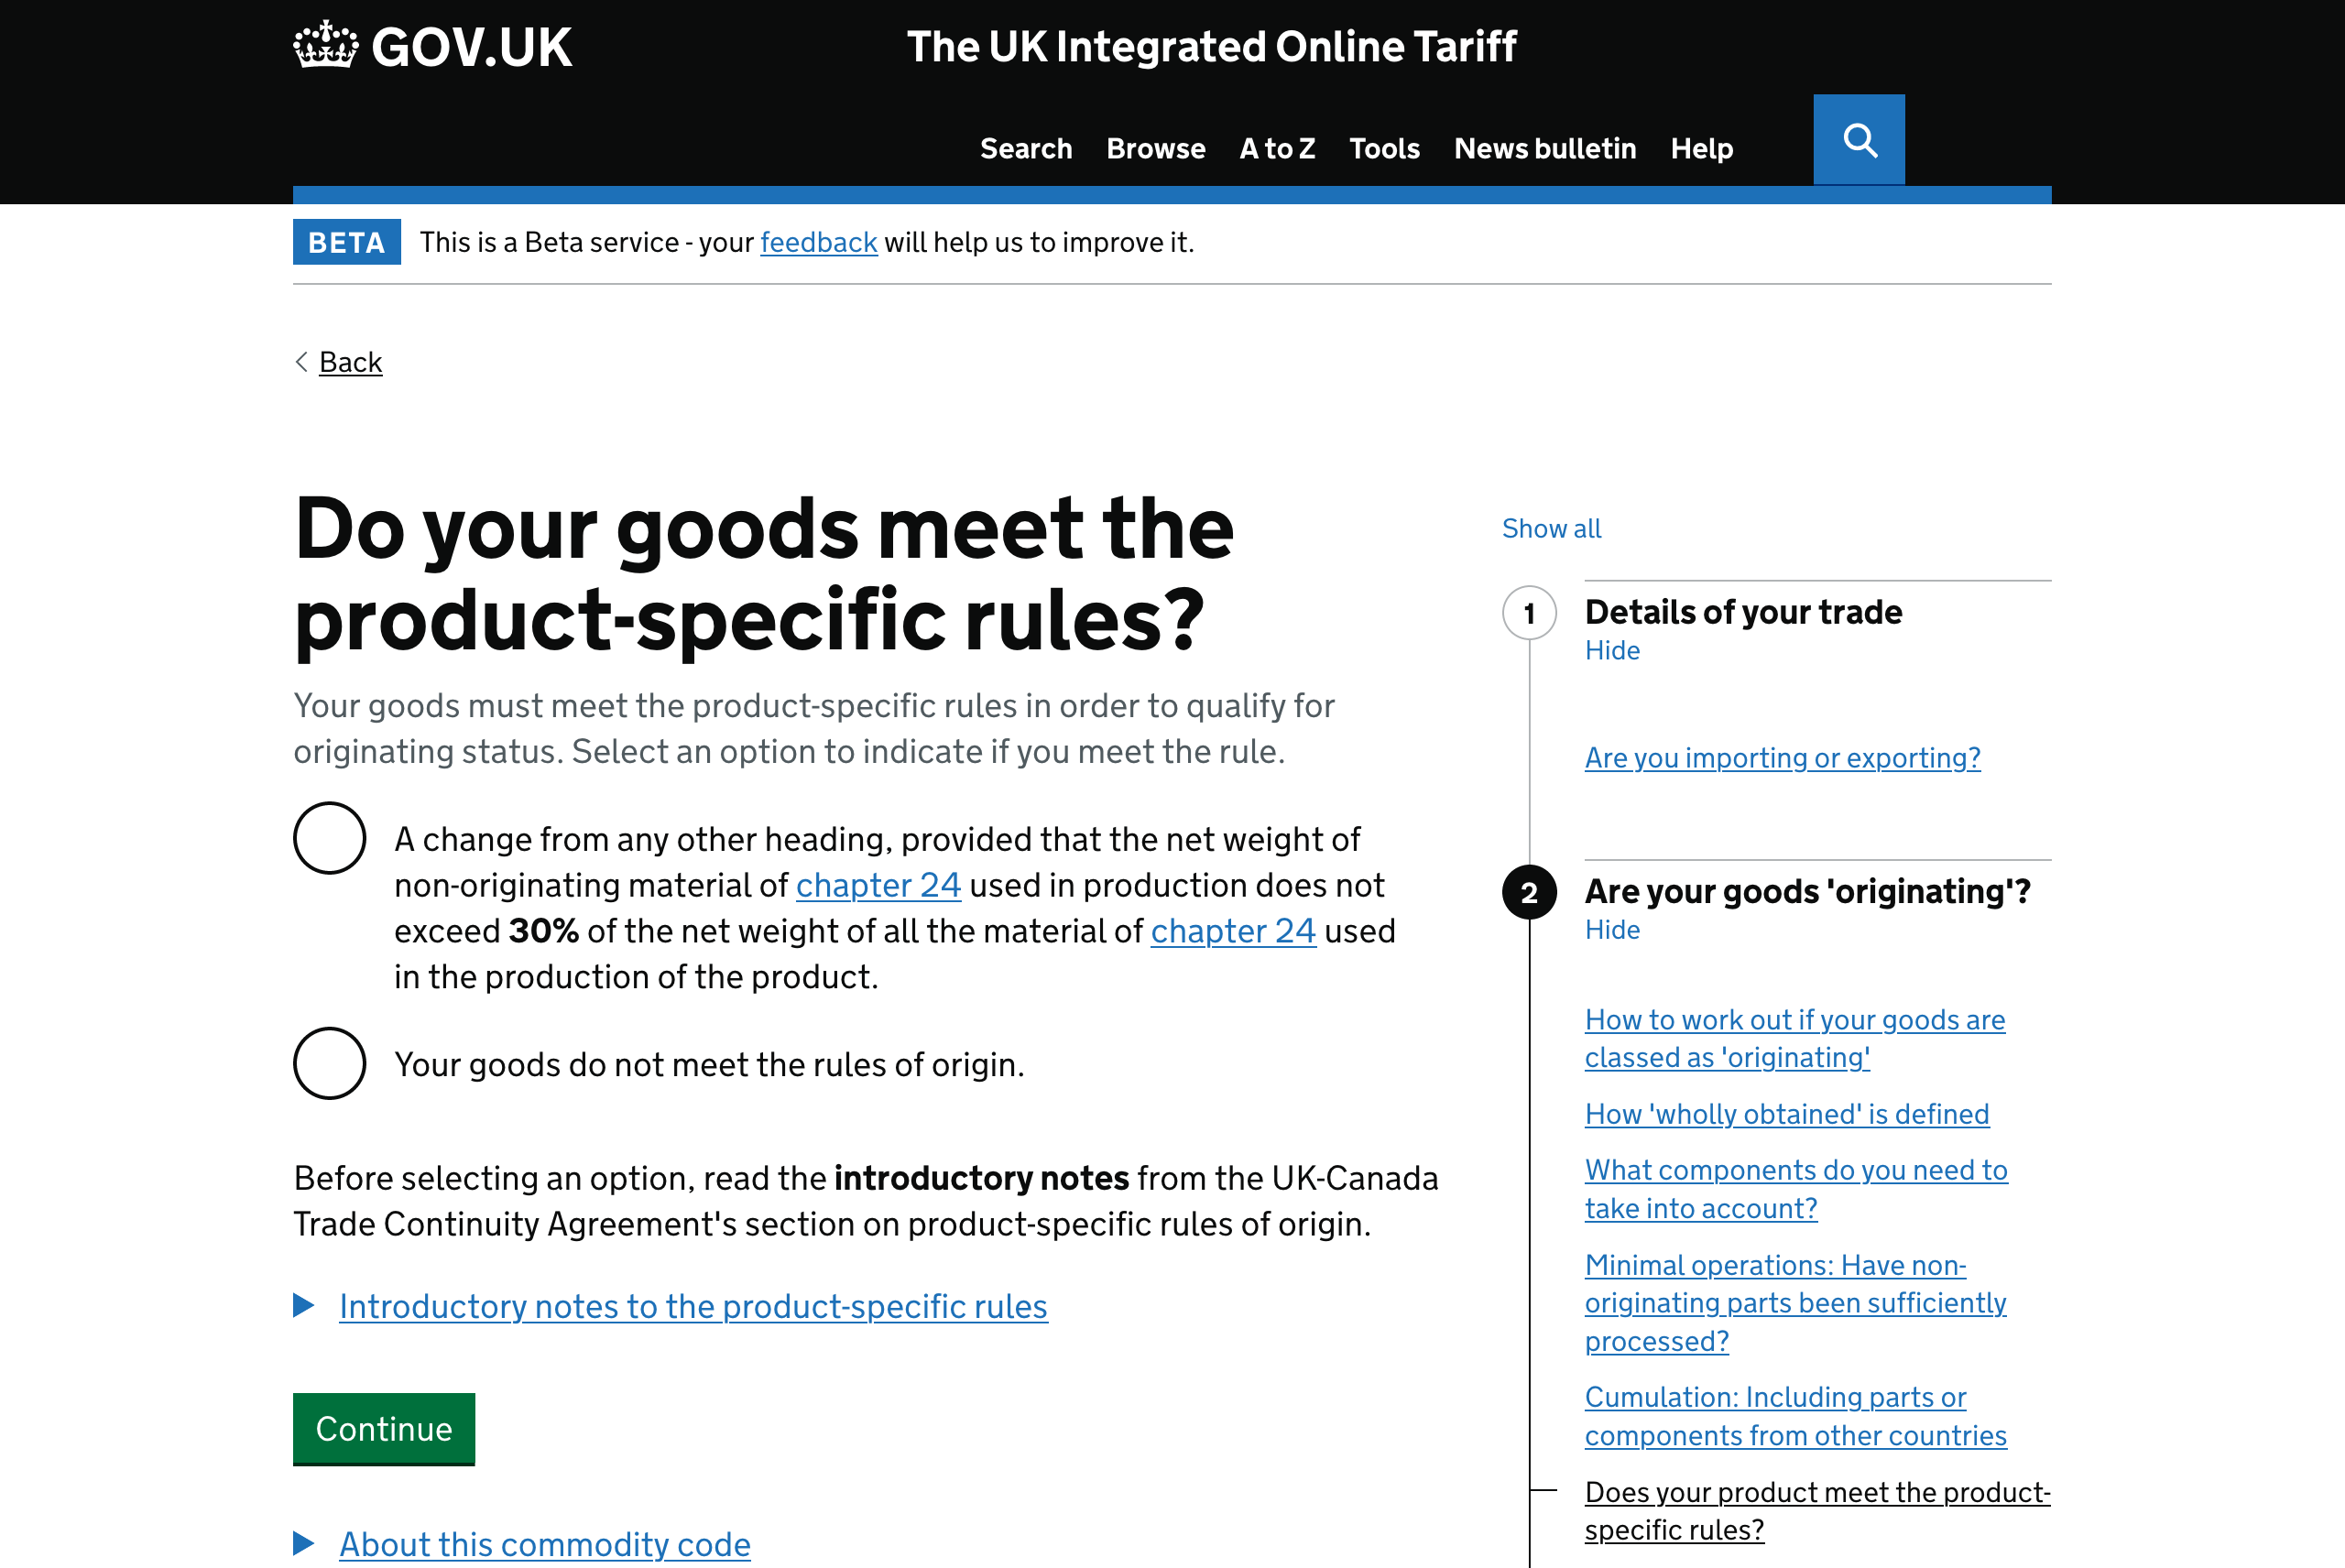 GOV.UK
The UK Integrated Online Tariff
Search Browse A to Z Tools News bulletin Help
BETA This is a Beta service - your feedback will help us to improve it.
Back
Do your goods meet the
product-specific rules?
Your goods must meet the product-specific rules in order to qualify for
originating status. Select an option to indicate if you meet the rule.
A change from any other heading, provided that the net weight of
non-originating material of chapter 24 used in production does not
exceed 30% of the net weight of all the material of chapter 24 used
in the production of the product.
Your goods do not meet the rules of origin.
Before selecting an option, read the introductory notes from the UK-Canada
Trade Continuity Agreement's section on product-specific rules of origin.
Introductory notes to the product-specific rules
Continue
About this commodity code
Show all
1 Details of your trade
Hide
Are you importing or exporting?
2 Are your goods 'originating'?
Hide
How to work out if your goods are
classed as 'originating'
How 'wholly obtained' is defined
What components do you need to
take into account?
Minimal operations: Have non-
originating parts been sufficiently
processed?
Cumulation: Including parts or
components from other countries
Does your product meet the product-
specific rules?